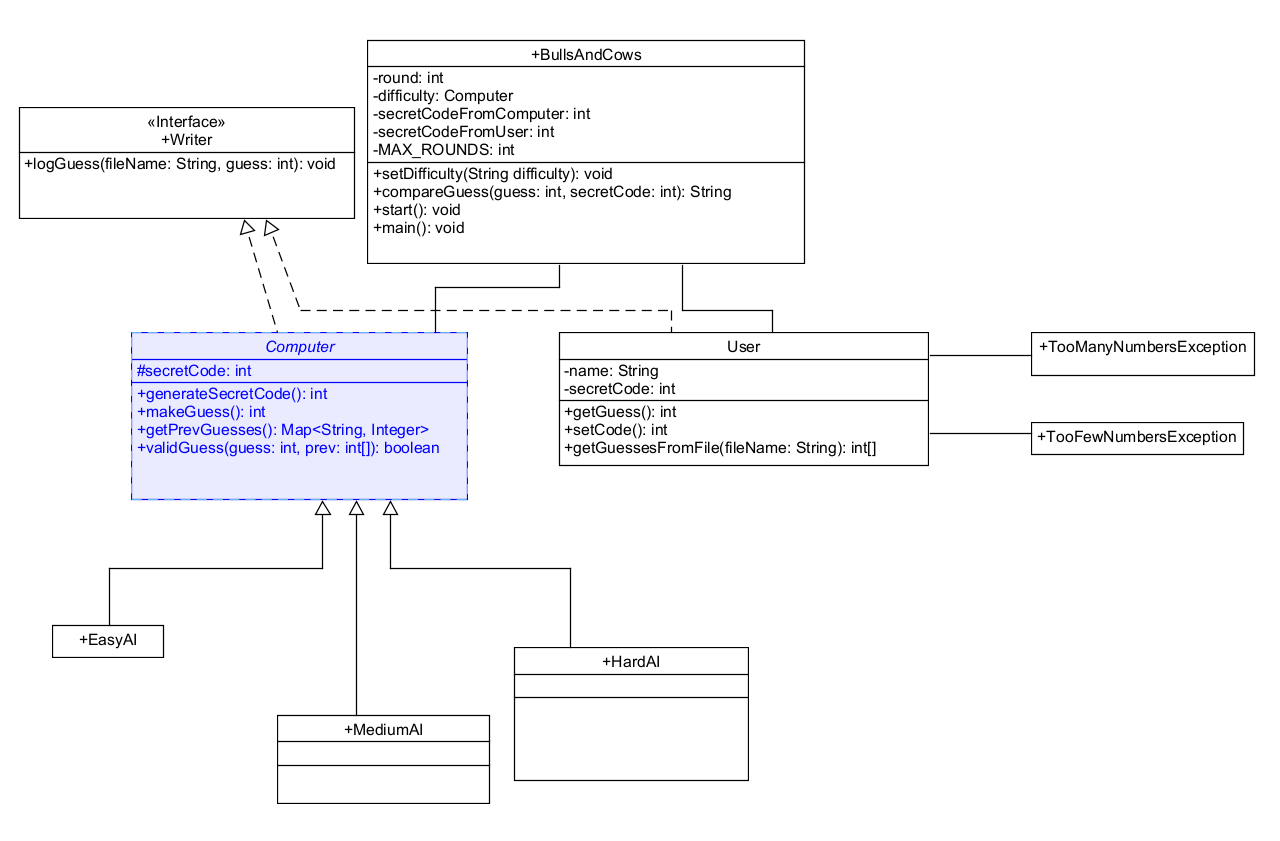 +BullsAndCows
-round: int
-difficulty: Computer
-secretCodeFromComputer: int
-secretCodeFromUser: int
-MAX_ROUNDS: int
+setDifficulty(String difficulty): void
+compareGuess(guess: int, secretCode: int): String
+start(): void
+main(): void
«Interface»
+Writer
+logGuess(fileName: String, guess: int): void
Computer
#secretCode: int
+generateSecretCode(): int
+makeGuess(): int
+getPrevGuesses(): Map<String, Integer>
+validGuess(guess: int, prev: int[]): boolean
User
-name: String
-secretCode: int
+getGuess(): int
+setCode(): int
+getGuessesFromFile(fileName: String): int[]
+TooManyNumbersException
+TooFewNumbersException
+EasyAI
+MediumAI
+HardAI